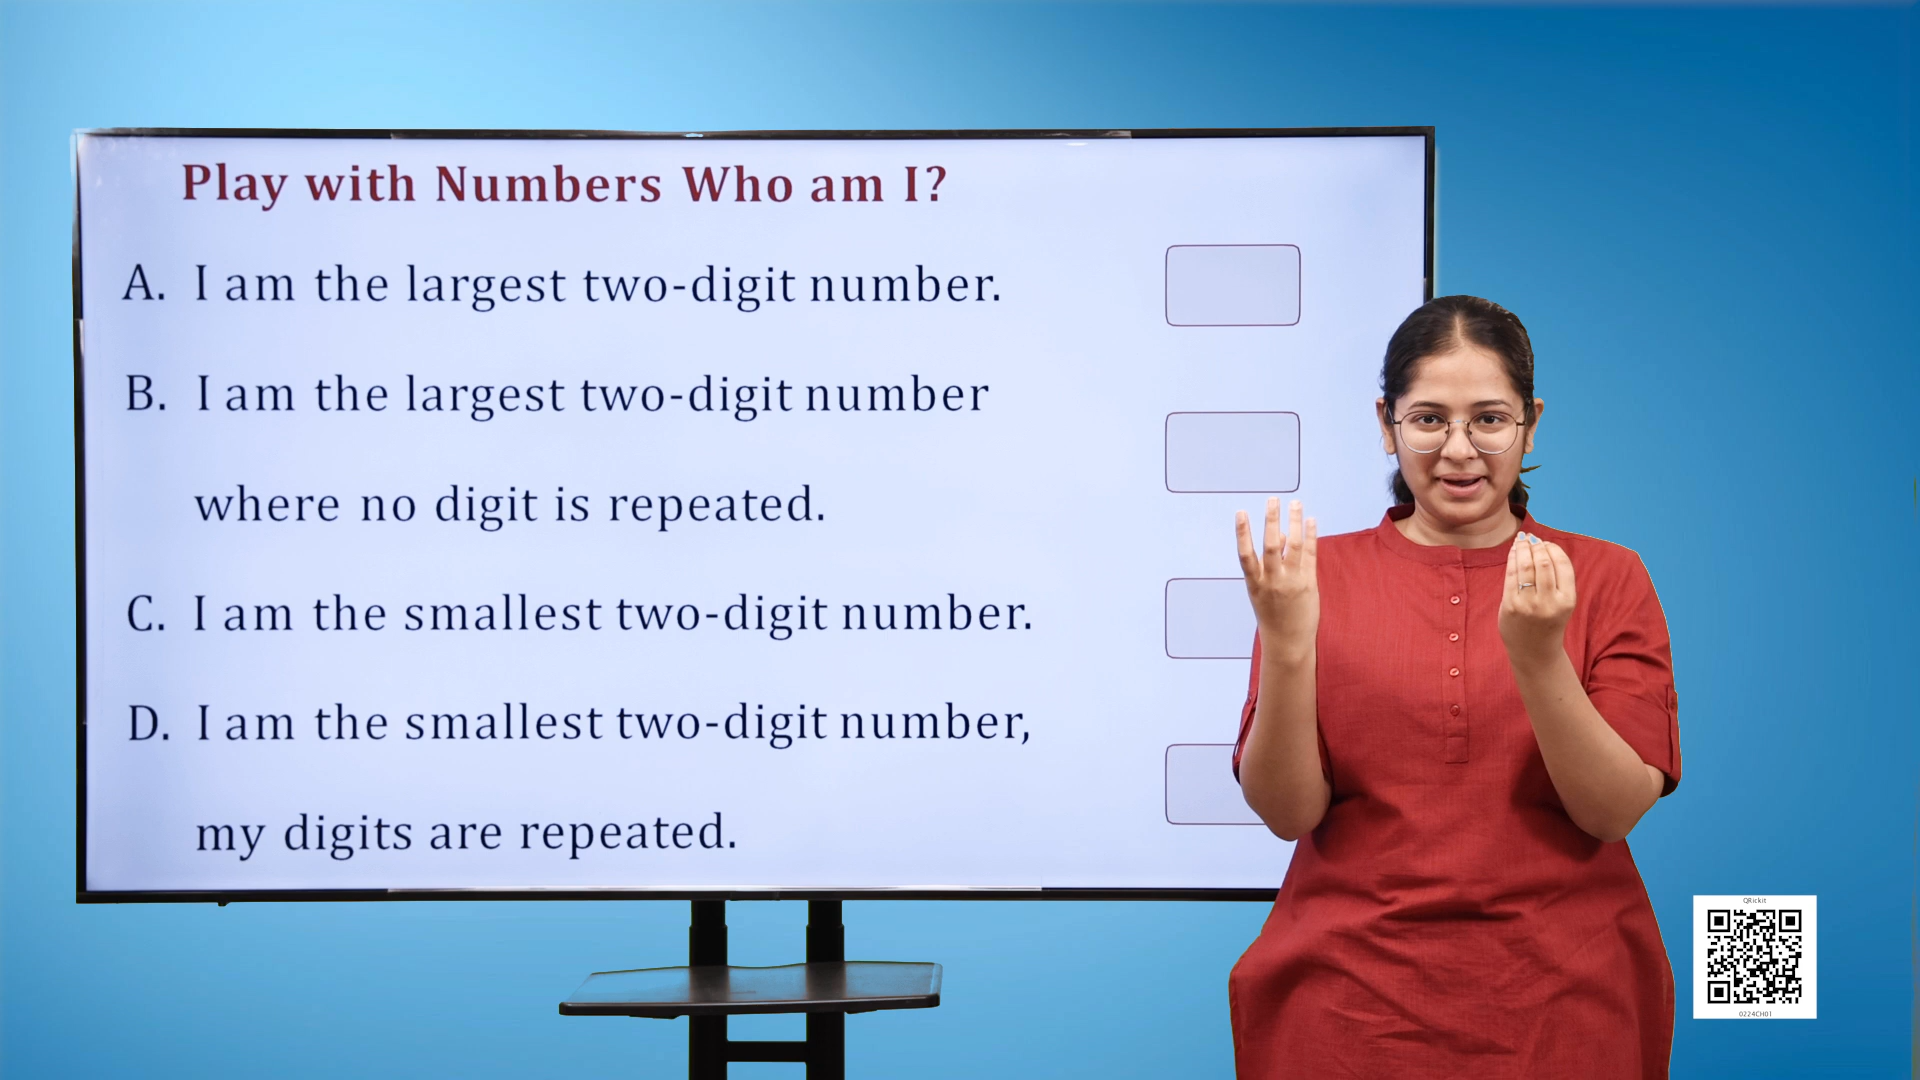 Play with Numbers Who am I?
A. I am the largest two-digit number.
B. I am the largest two-digit number
where no digit is repeated.
C. I am the smallest two-digit number.
D. I am the smallest two-digit number,
my digits are repeated.
QRickit
0224CH01